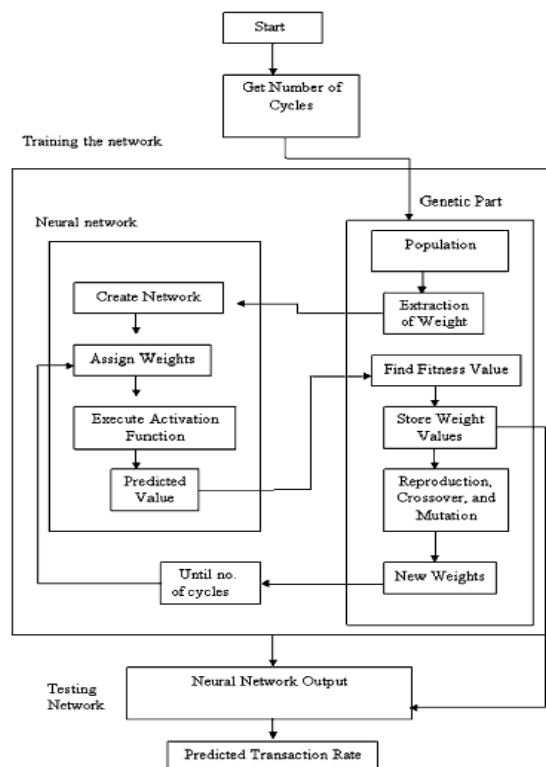 Start
Get Number of
Cycles
Training the network
Genetic Part
Neural network
Population
Create Network
Extraction
of Weight
Assign Weights
Find Fitness Value
Execute Activation
Function
Store Weight
Values
Predicted
Value
Reproduction,
Crossover, and
Mutation
Until no.
of cycles
New Weights
Neural Network Output
Testing
Network
Predicted Transaction Rate